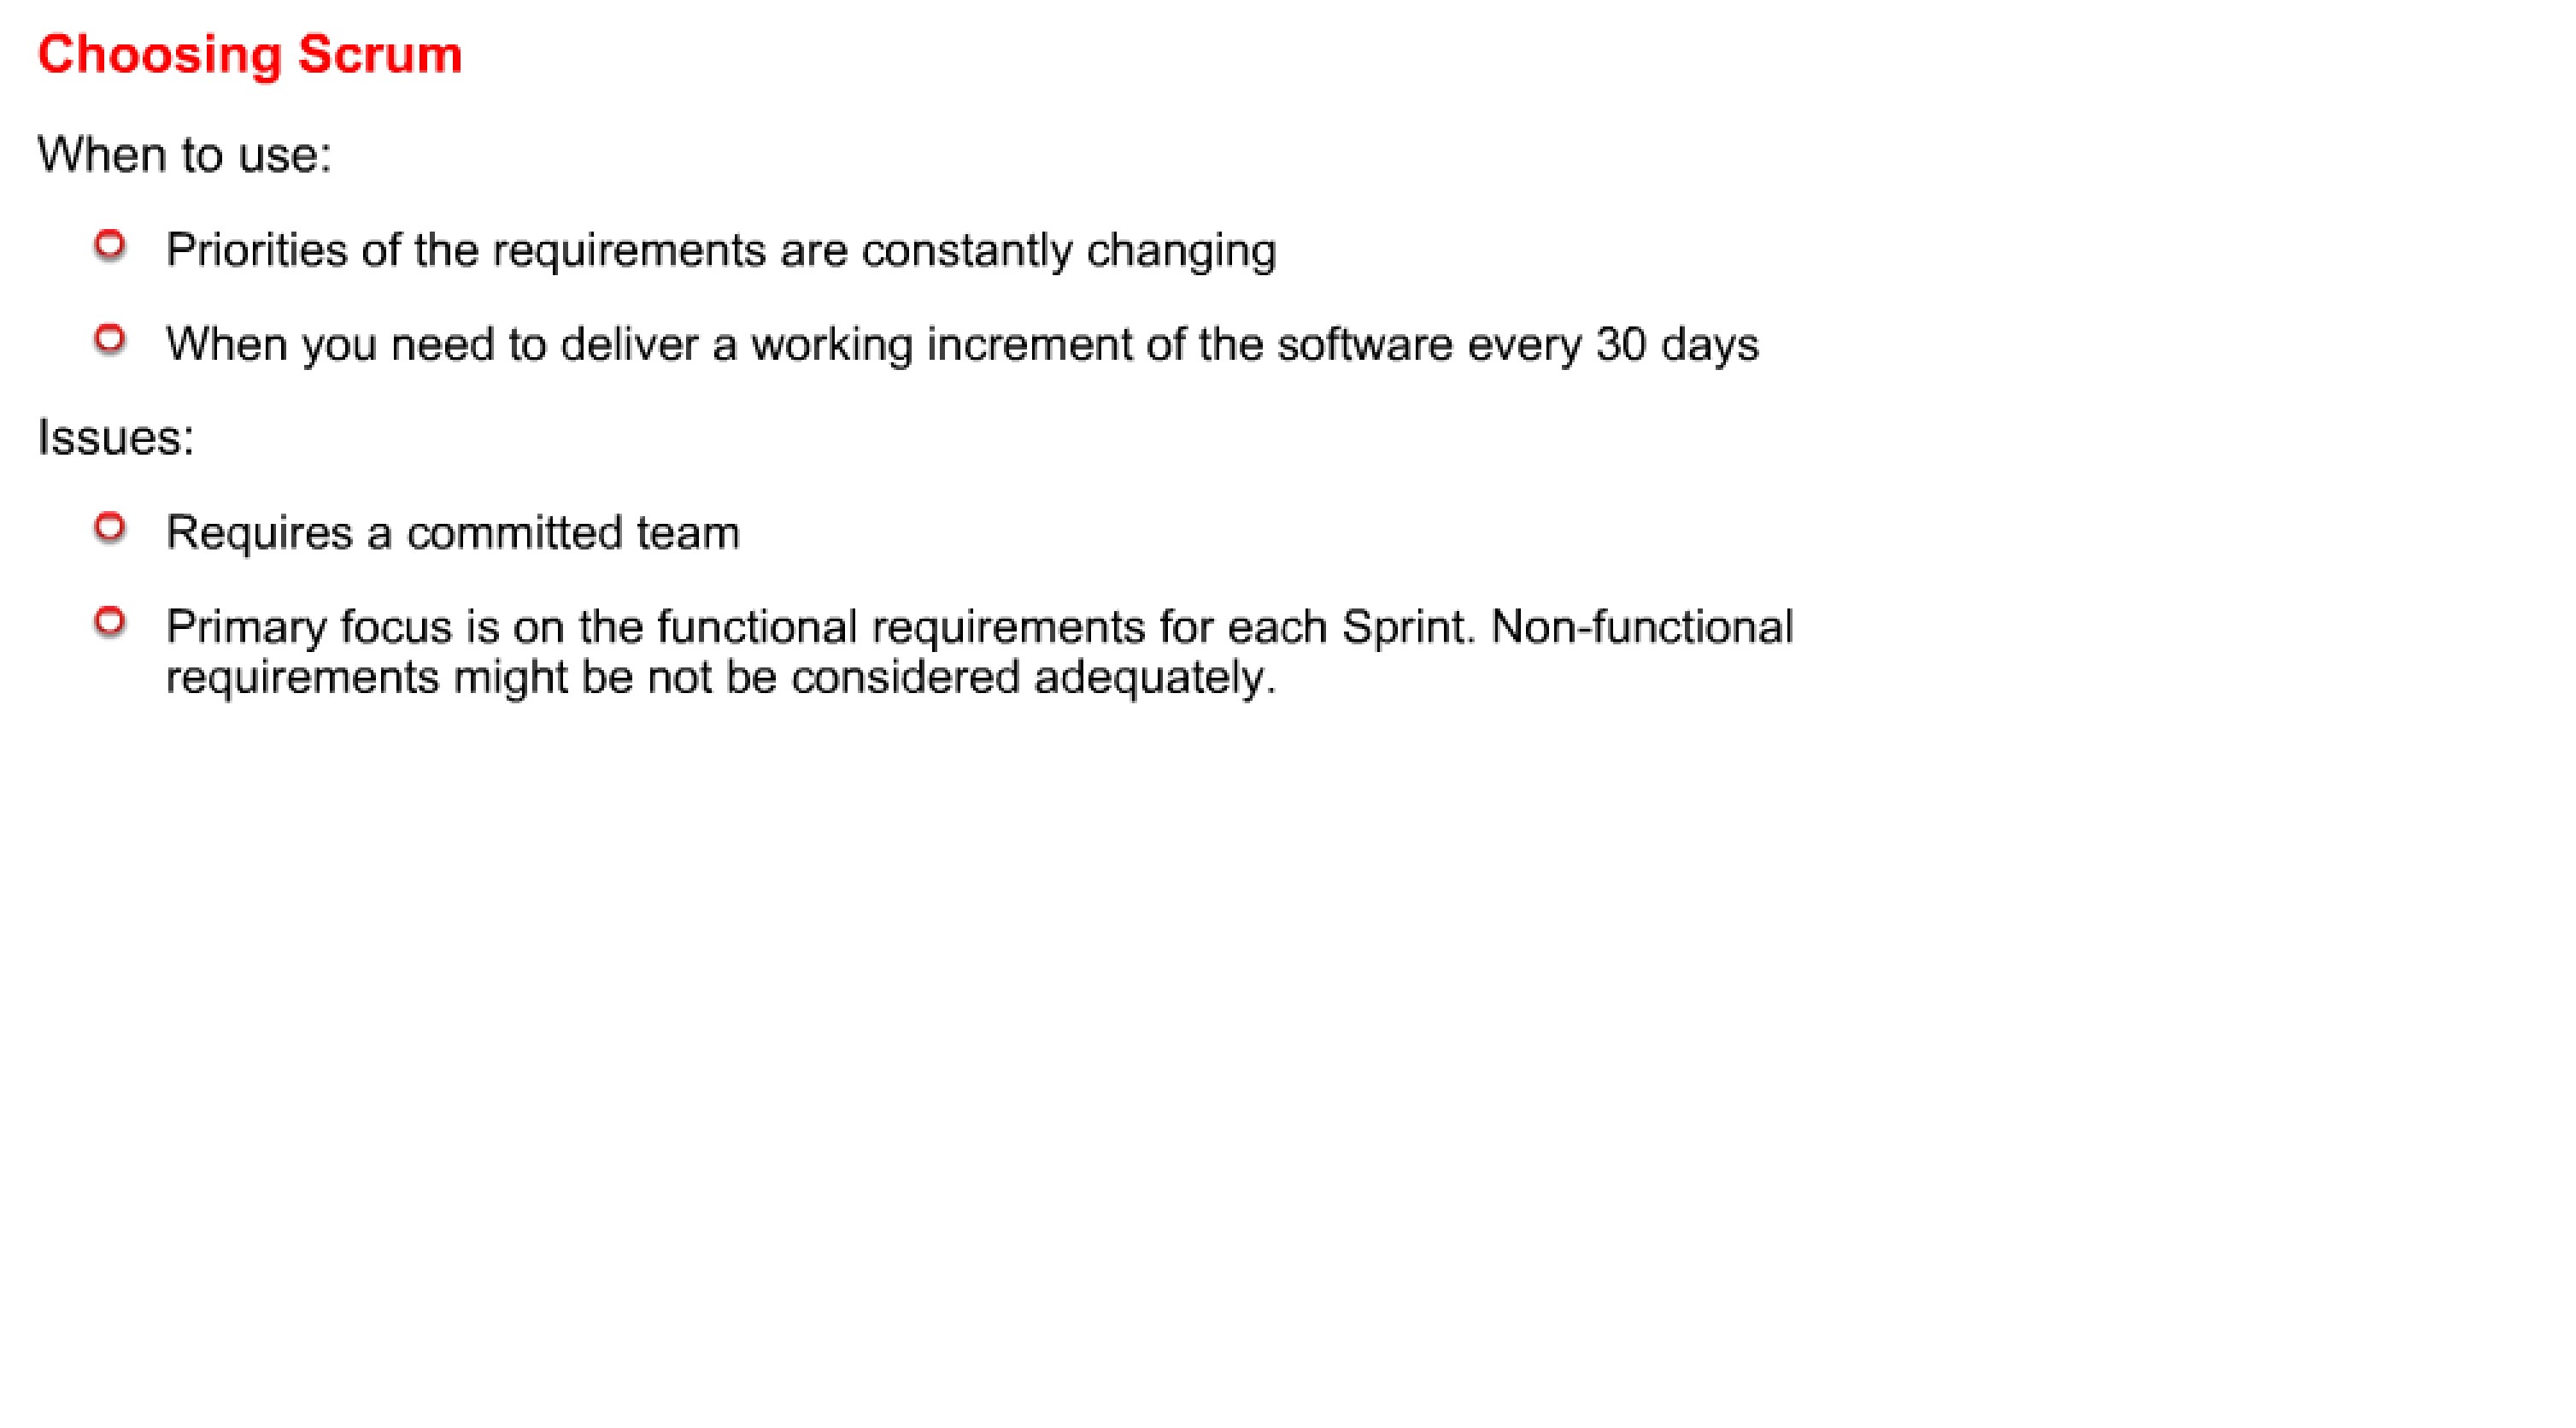 Choosing Scrum
When to use:
Priorities of the requirements are constantly changing
When you need to deliver a working increment of the software every 30 days
Issues:
Requires a committed team
Primary focus is on the functional requirements for each Sprint. Non-functional
requirements might be not be considered adequately.